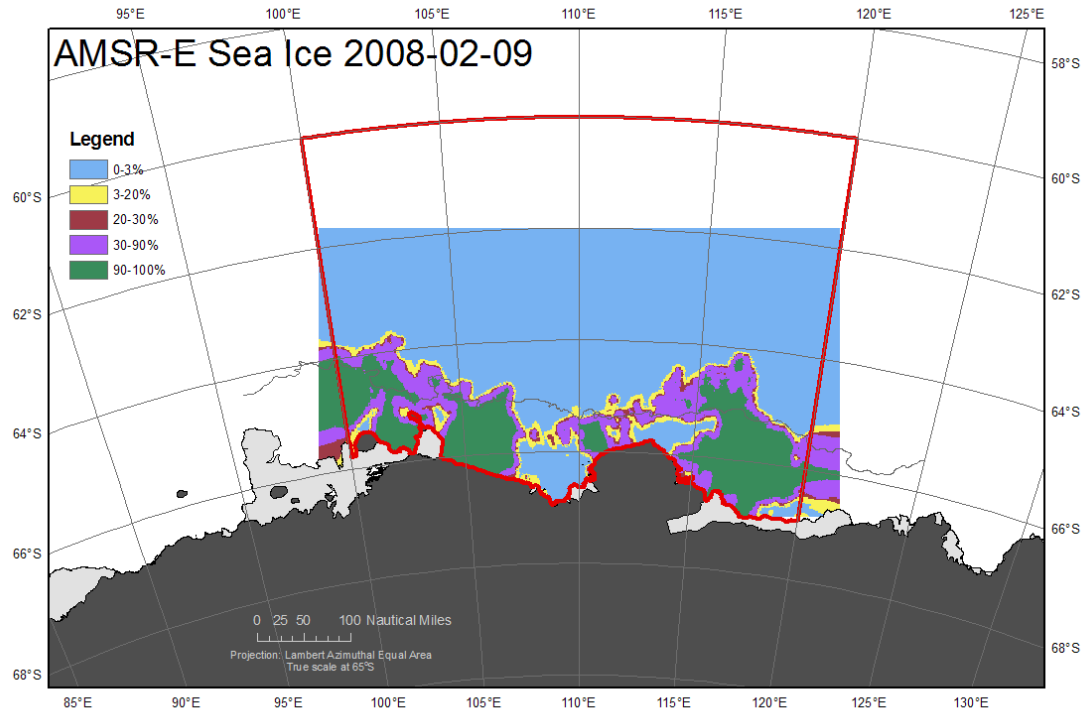 95°E 100°E 105°E 110°E 115°E 120°E 125°E
AMSR-E Sea Ice 2008-02-09
58°S
Legend
0-3%
3-20%
20-30%
30-90%
90-100%
60°S
60°S
62°S
62°S
64°S
64°S
66°S
66°S
68°S
68°S
0 25 50 100 Nautical Miles
Projection: Lambert Azimuthal Equal Area
True scale at 65°S
85°E 90°E 95°E 100°E 105°E 110°E 115°E 120°E 130°E